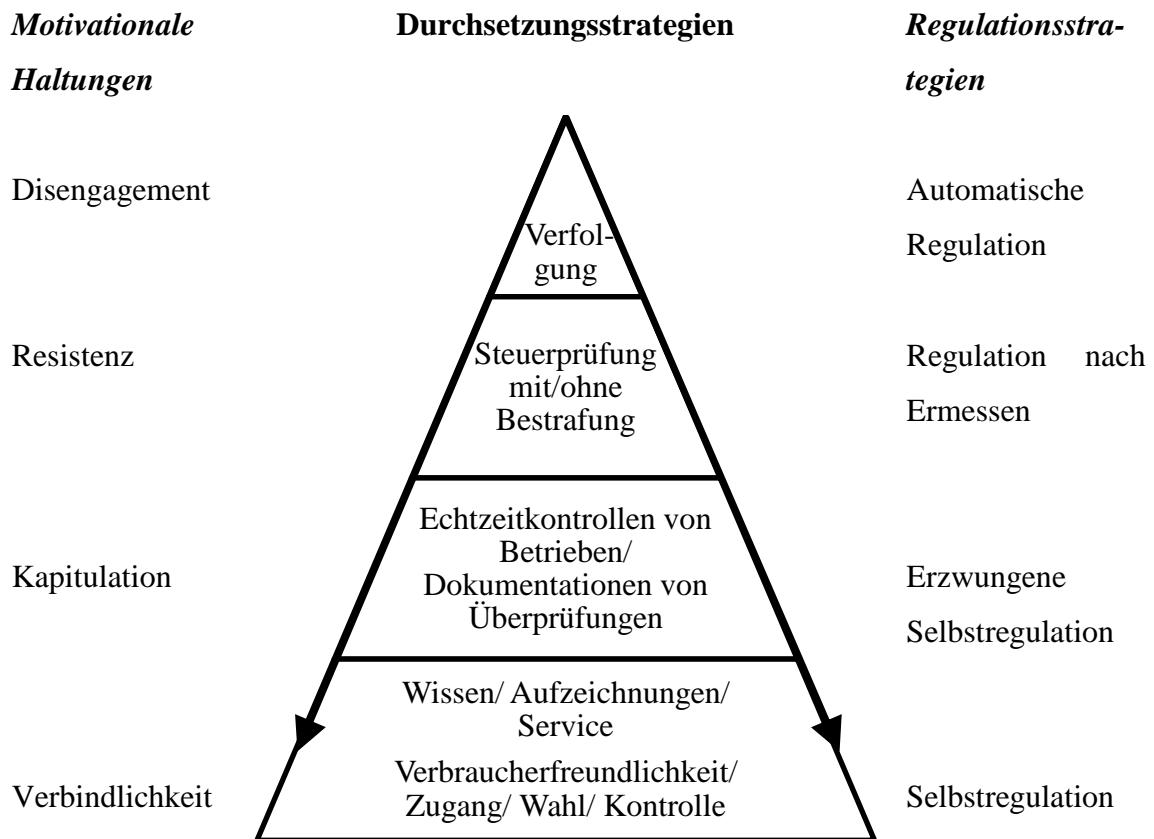 Motivationale
Haltungen
Durchsetzungsstrategien
Regulationsstra-
tegien
Disengagement
Verfol-
gung
Automatische
Regulation
Resistenz
Steuerprüfung
mit/ohne
Bestrafung
Regulation nach
Ermessen
Kapitulation
Echtzeitkontrollen von
Betrieben/
Dokumentationen von
Überprüfungen
Erzwungene
Selbstregulation
Verbindlichkeit
Wissen/ Aufzeichnungen/
Service
Verbraucherfreundlichkeit/
Zugang/ Wahl/ Kontrolle
Selbstregulation